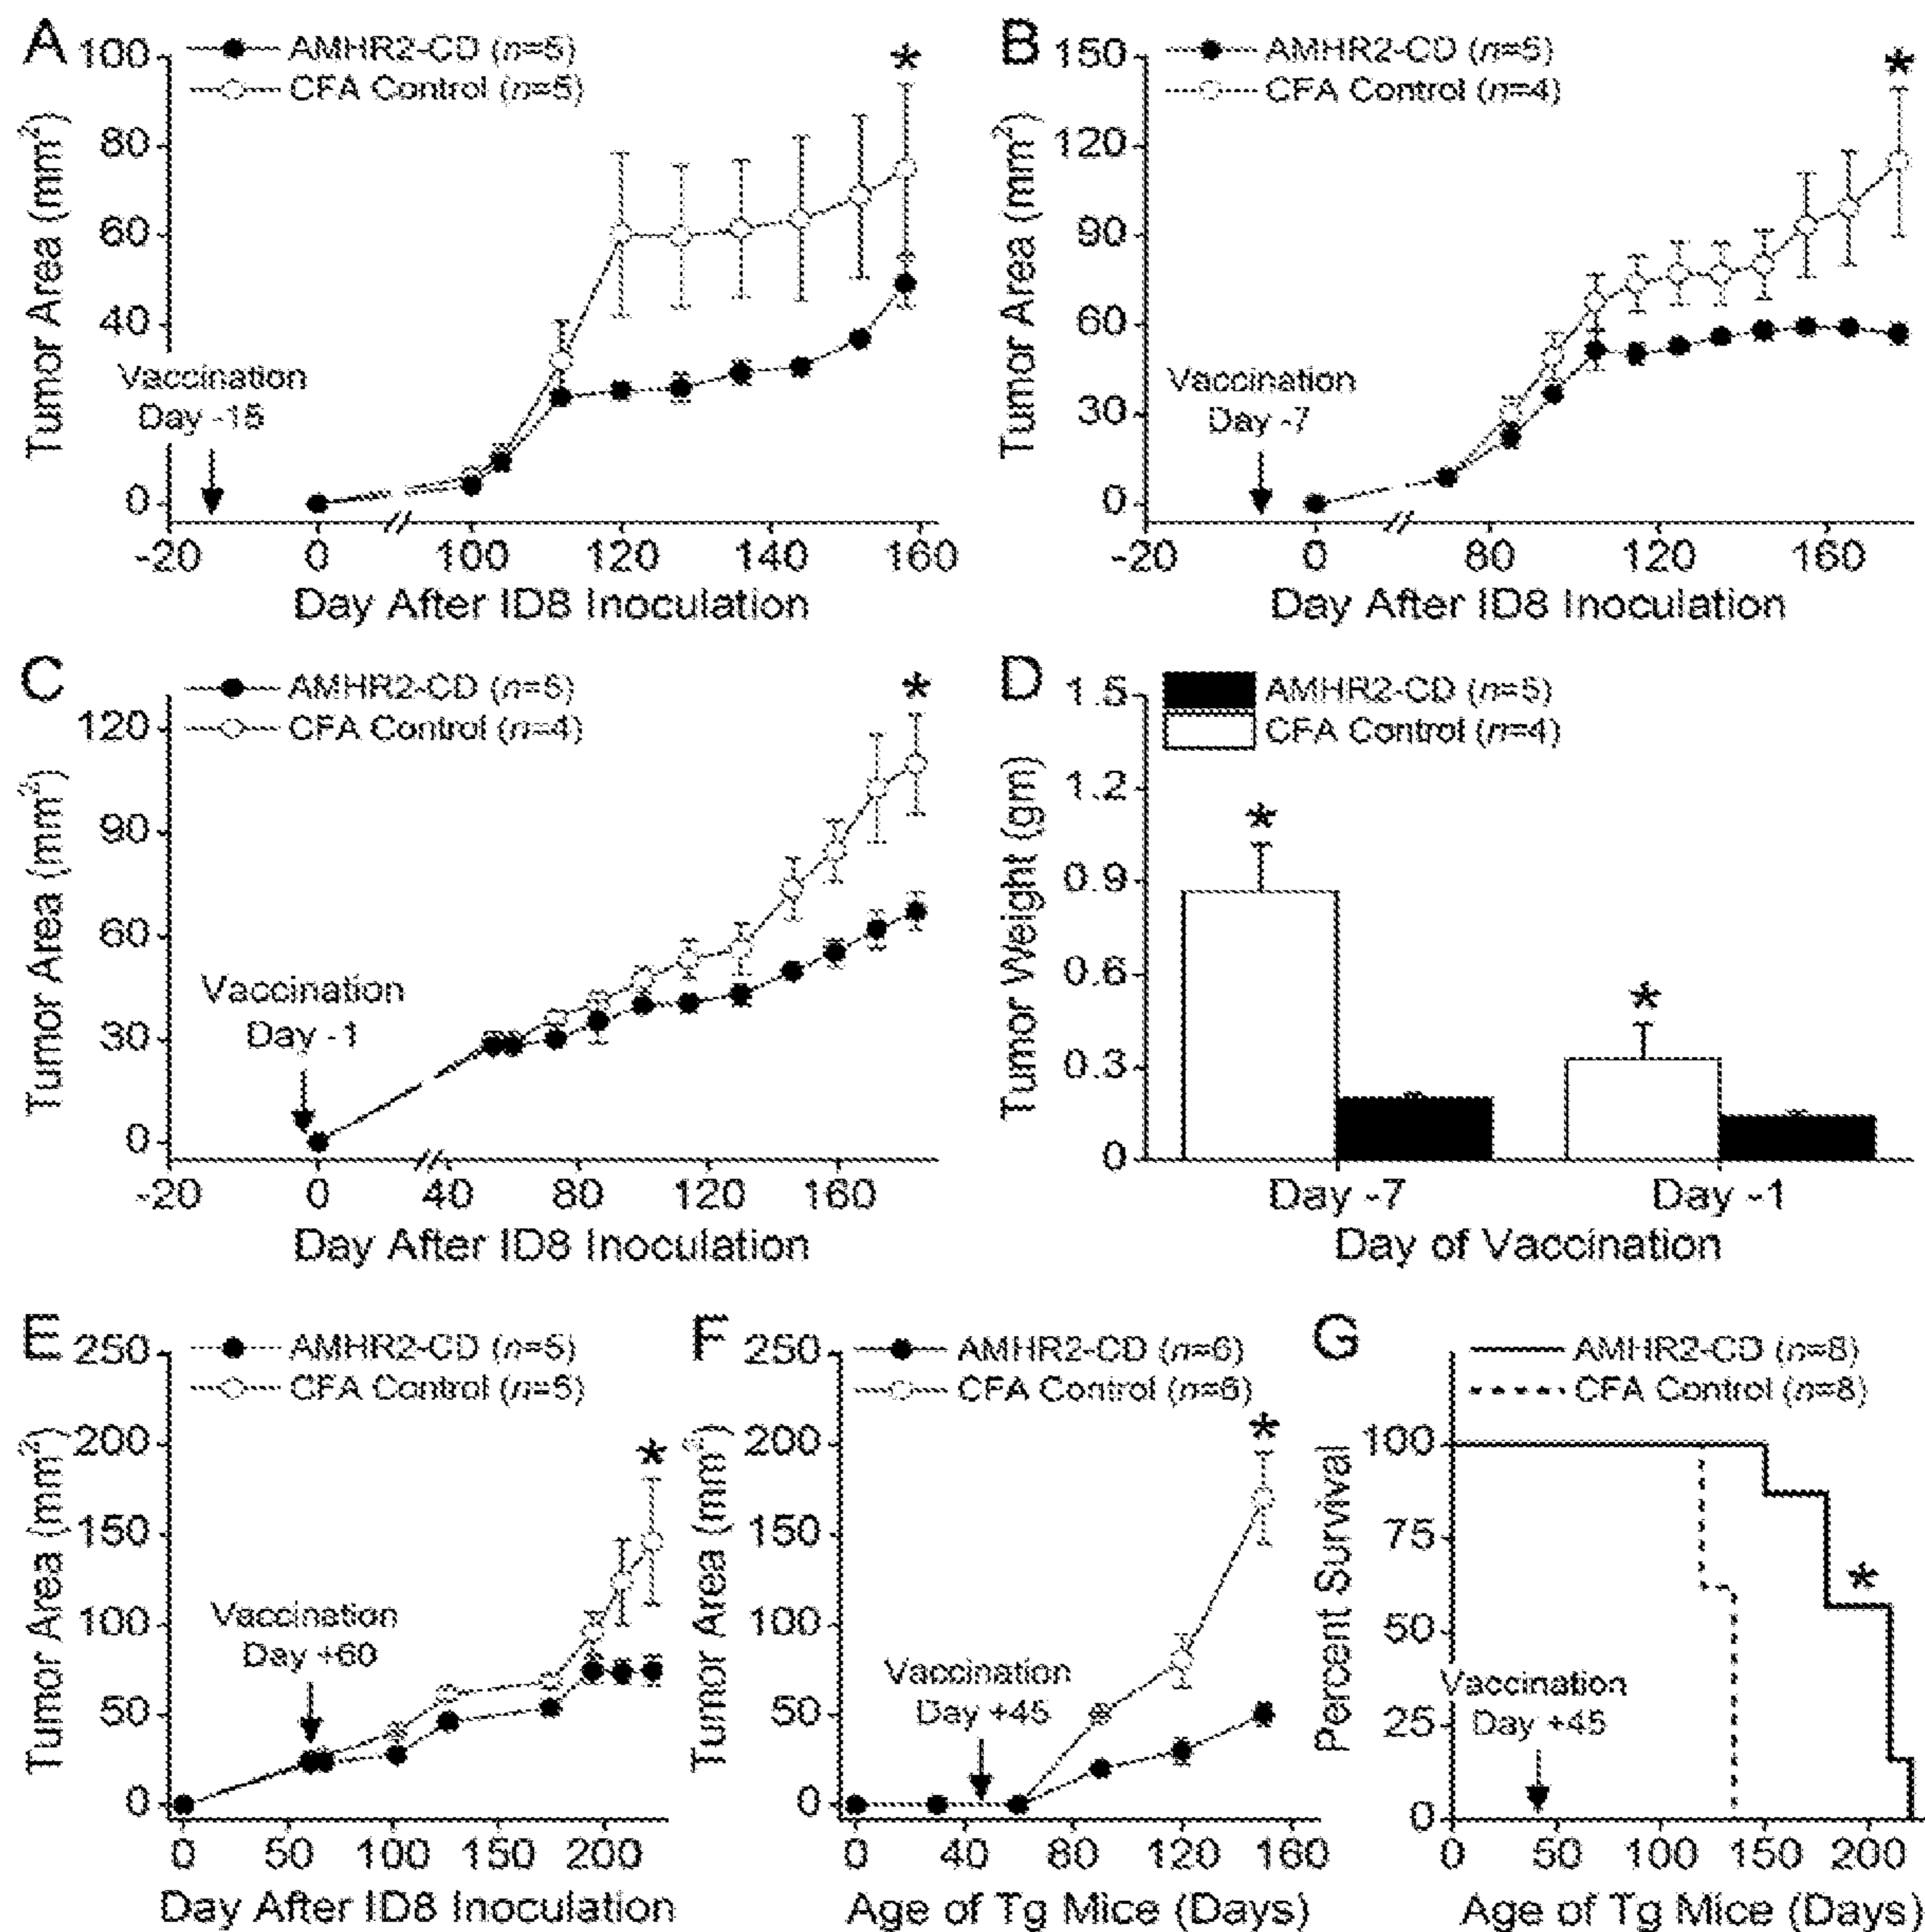 A
AMHR2-CD (n=5)
CFA Control (n=5)
Tumor Area (mm²)
100
80
60
40
0
Vaccination
Day -15
-20 0 100 120 140 160
Day After ID8 Inoculation
B
AMHR2-CD (n=5)
CFA Control (n=4)
Tumor Area (mm²)
150
120
90
60
30
0
Vaccination
Day -7
-20 0 80 120 160
Day After ID8 Inoculation
C
AMHR2-CD (n=5)
CFA Control (n=4)
Tumor Area (mm²)
120
90
60
30
0
Vaccination
Day -1
-20 0 40 80 120 160
Day After ID8 Inoculation
D
AMHR2-CD (n=5)
CFA Control (n=4)
Tumor Weight (gm)
1.5
1.2
0.9
0.6
0.3
0
* *
Day -7 Day -1
Day of Vaccination
E
AMHR2-CD (n=5)
CFA Control (n=5)
Tumor Area (mm²)
250
200
150
100
50
0
Vaccination
Day +60
0 50 100 150 200
Day After ID8 Inoculation
F
AMHR2-CD (n=6)
CFA Control (n=6)
Tumor Area (mm²)
250
200
150
100
50
0
Vaccination
Day +45
0 40 80 120 160
Age of Tg Mice (Days)
G
AMHR2-CD (n=8)
CFA Control (n=8)
Percent Survival
100
75
50
25
0
Vaccination
Day +45
0 50 100 150 200
Age of Tg Mice (Days)